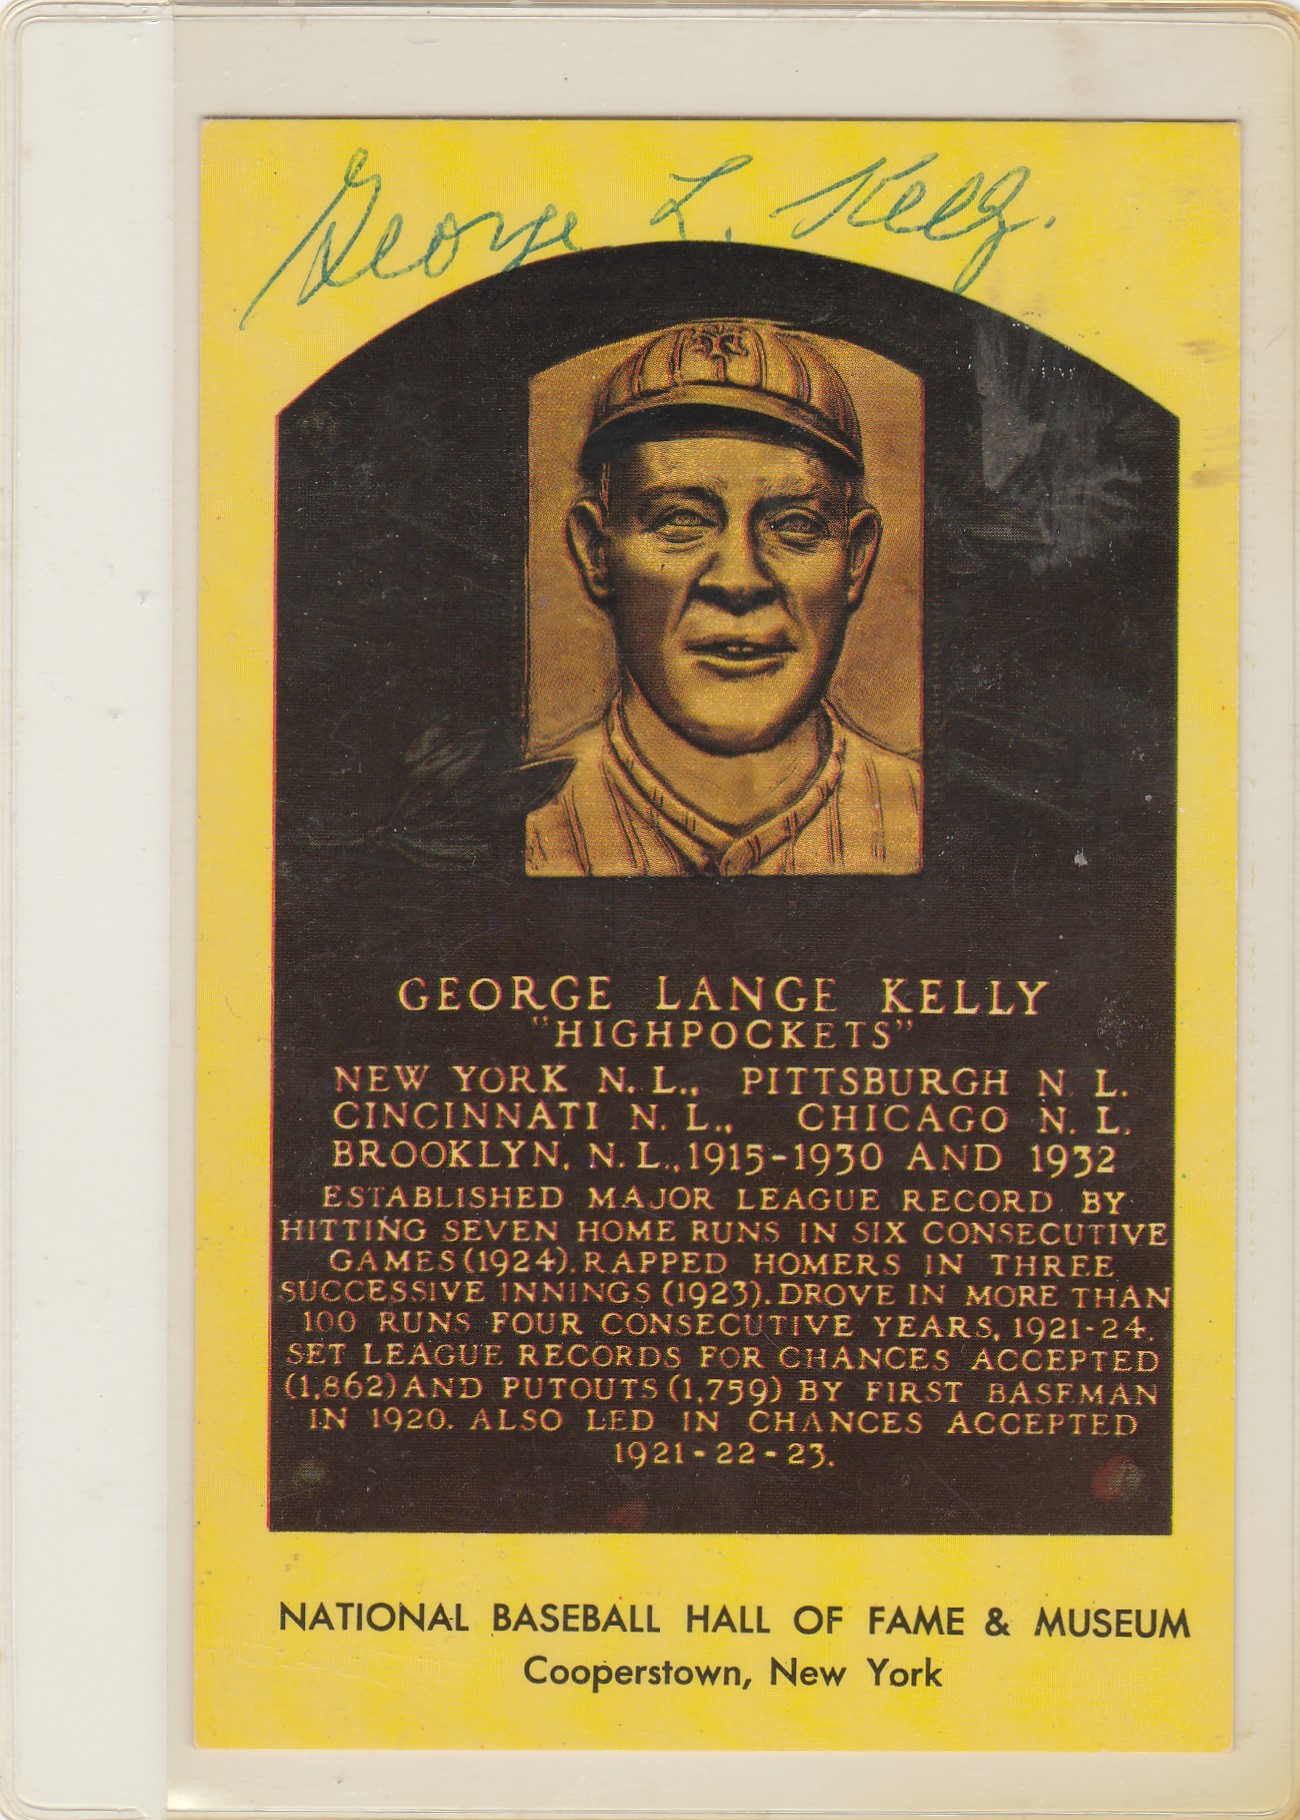 George L. Kelly.
GEORGE LANGE KELLY
"HIGHPOCKETS"
NEW YORK N. L., PITTSBURGH N. L.
CINCINNATI N. L., CHICAGO N. L.
BROOKLYN, N. L., 1915-1930 AND 1932
ESTABLISHED MAJOR LEAGUE RECORD BY
HITTING SEVEN HOME RUNS IN SIX CONSECUTIVE
GAMES (1924). RAPPED HOMERS IN THREE
SUCCESSIVE INNINGS (1923). DROVE IN MORE THAN
100 RUNS FOUR CONSECUTIVE YEARS, 1921-24.
SET LEAGUE RECORDS FOR CHANCES ACCEPTED
(1,862) AND PUTOUTS (1,759) BY FIRST BASEMAN
IN 1920. ALSO LED IN CHANCES ACCEPTED
1921-22-23.
NATIONAL BASEBALL HALL OF FAME & MUSEUM
Cooperstown, New York